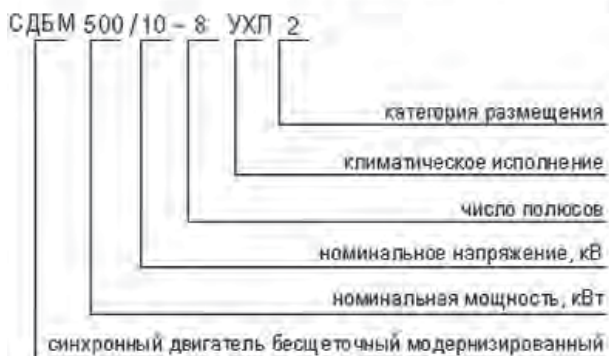 СДБМ 500/10-8 УХЛ 2
категория размещения
климатическое исполнение
число полюсов
номинальное напряжение, кВ
номинальная мощность, кВт
синхронный двигатель бесщеточный модернизированный